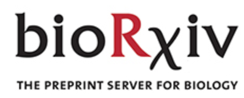 bioRχiv
THE PREPRINT SERVER FOR BIOLOGY